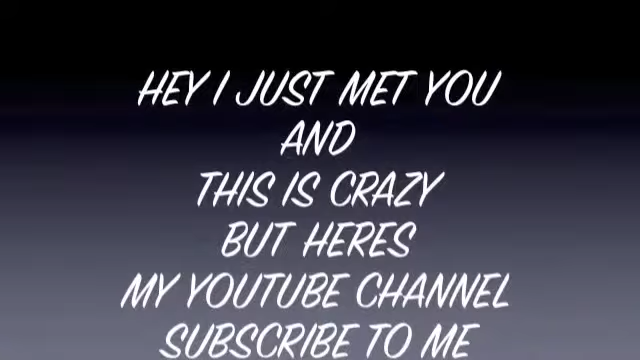 HEY I JUST MET YOU
AND
THIS IS CRAZY
BUT HERES
MY YOUTUBE CHANNEL
SUBSCRIBE TO ME